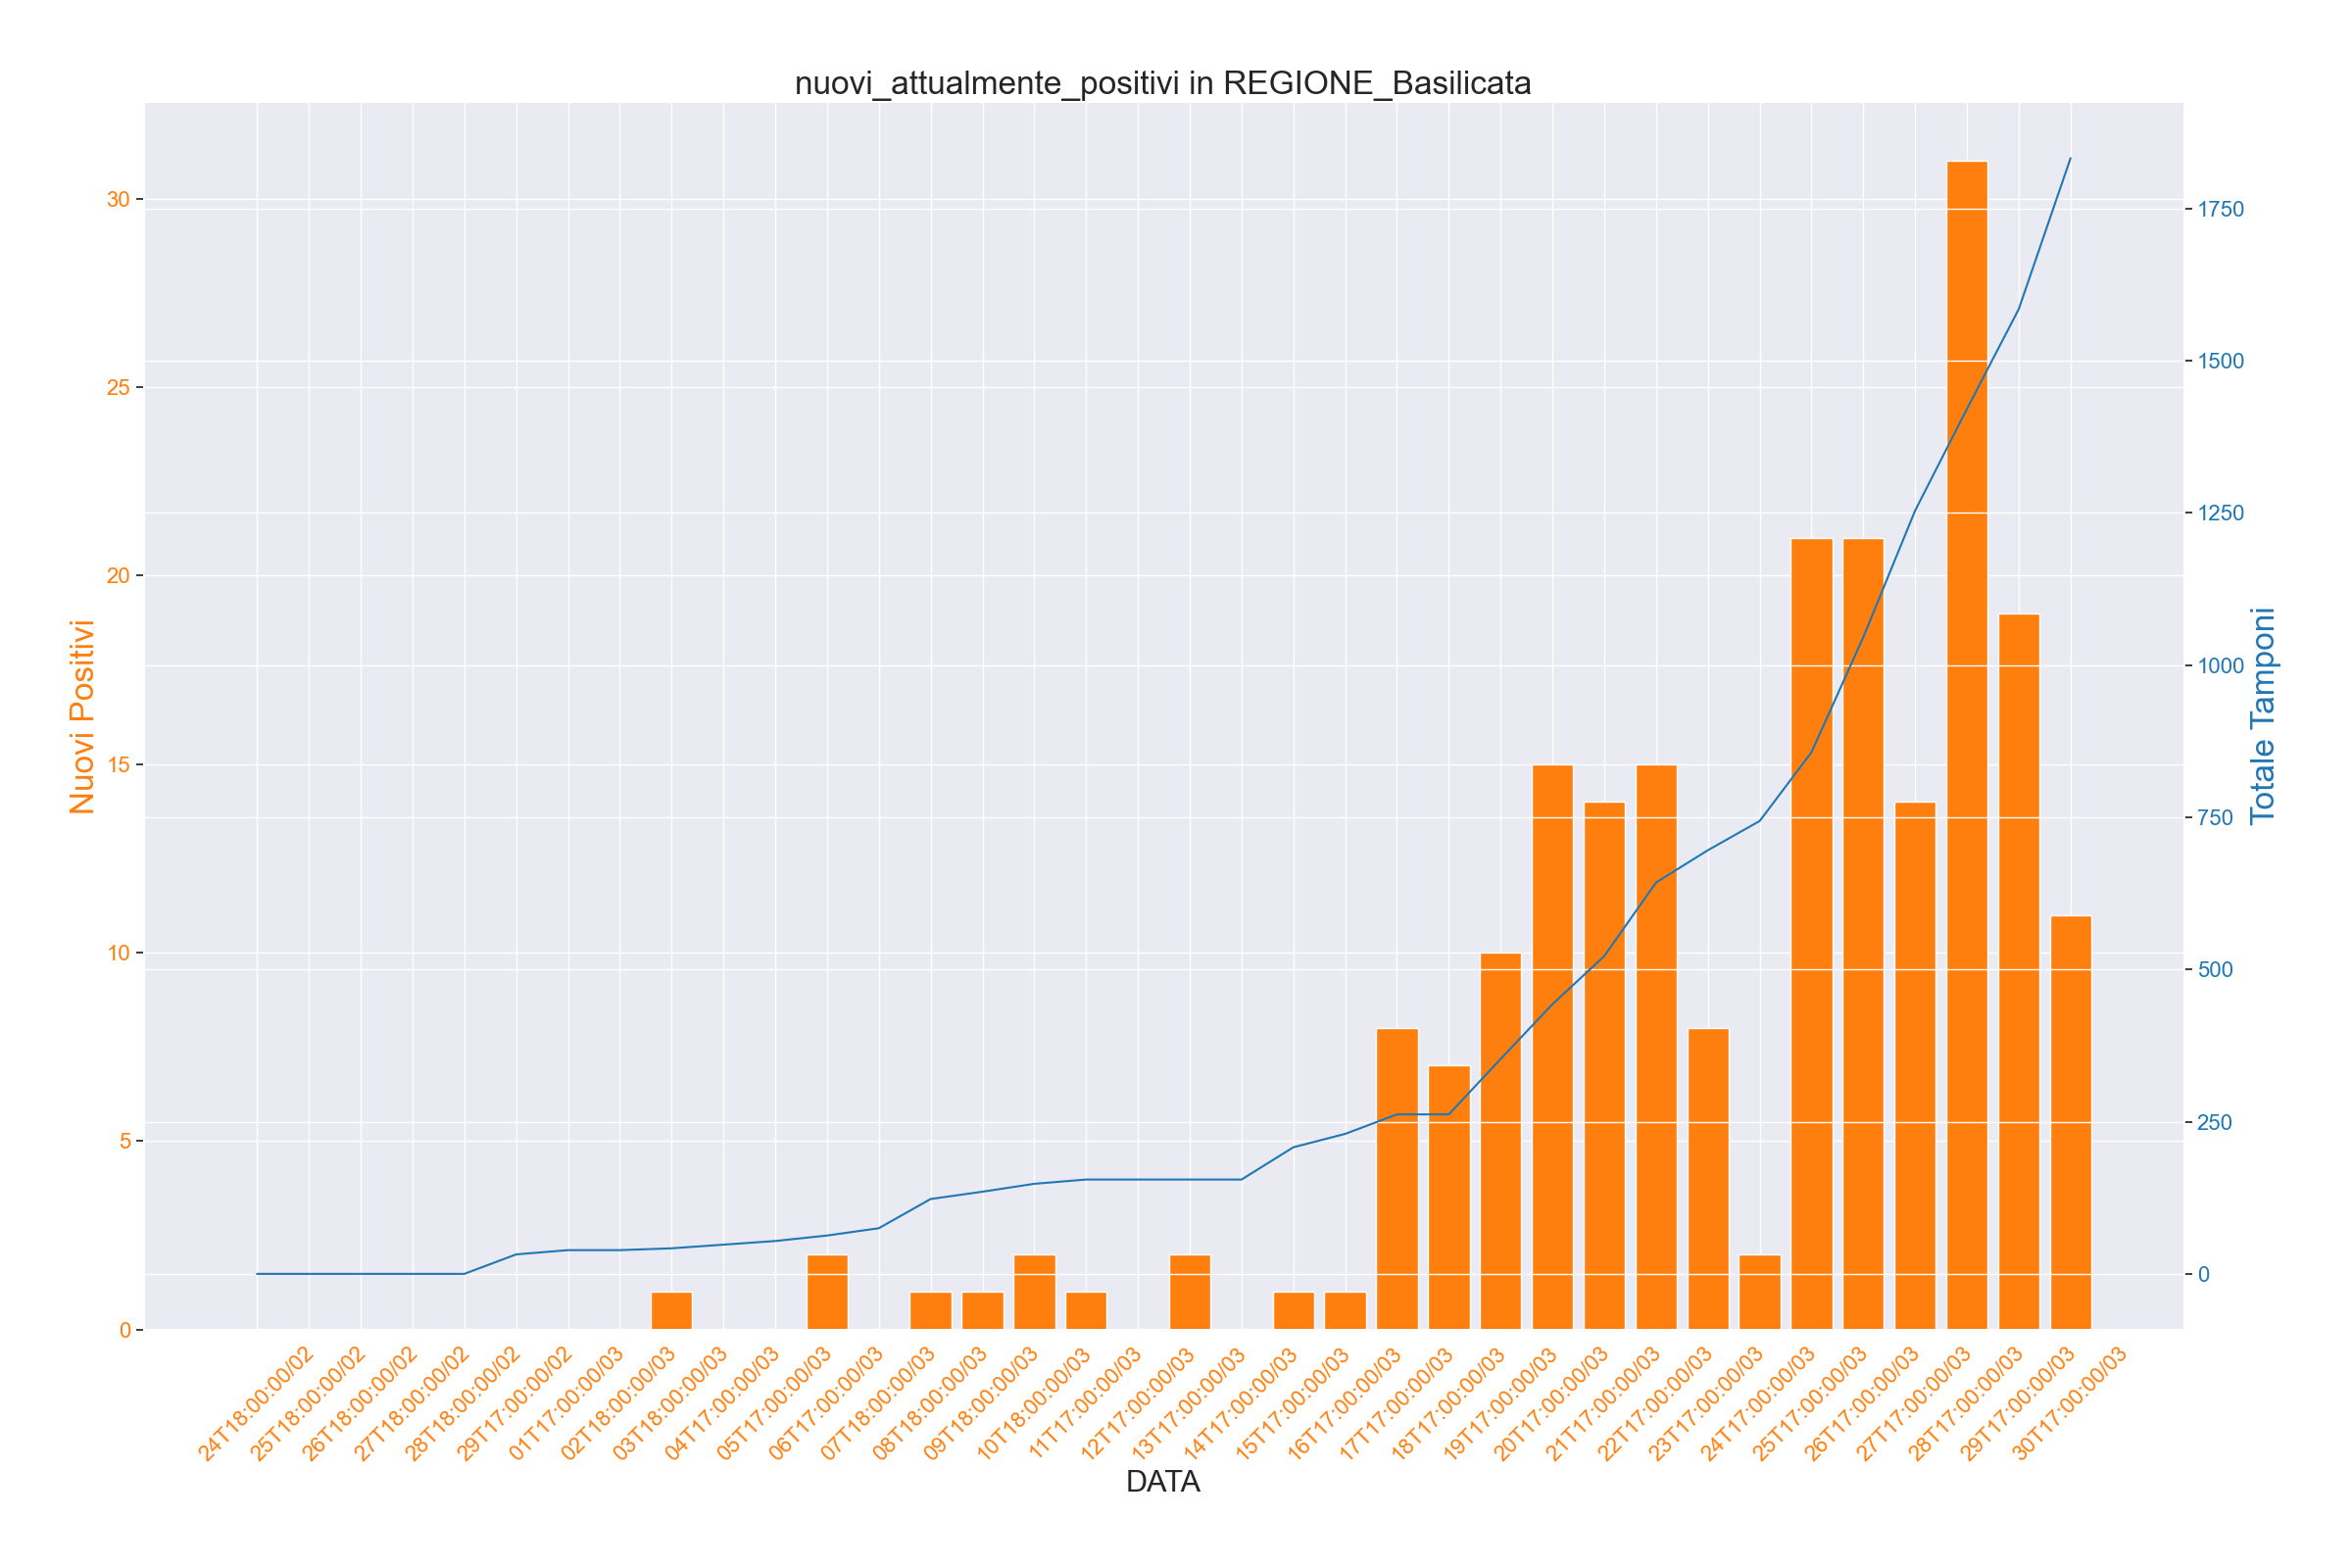 nuovi_attualmente_positivi in REGIONE_Basilicata
30
25
20
15
10
5
0
Nuovi Positivi
1750
1500
1250
1000
750
500
250
0
Totale Tamponi
24T18:00:00/02
25T18:00:00/02
26T18:00:00/02
27T18:00:00/02
28T18:00:00/02
29T17:00:00/02
01T17:00:00/03
02T18:00:00/03
03T18:00:00/03
04T17:00:00/03
05T17:00:00/03
06T17:00:00/03
07T18:00:00/03
08T18:00:00/03
09T18:00:00/03
10T18:00:00/03
11T17:00:00/03
12T17:00:00/03
13T17:00:00/03
14T17:00:00/03
15T17:00:00/03
16T17:00:00/03
17T17:00:00/03
18T17:00:00/03
19T17:00:00/03
20T17:00:00/03
21T17:00:00/03
22T17:00:00/03
23T17:00:00/03
24T17:00:00/03
25T17:00:00/03
26T17:00:00/03
27T17:00:00/03
28T17:00:00/03
29T17:00:00/03
30T17:00:00/03
DATA